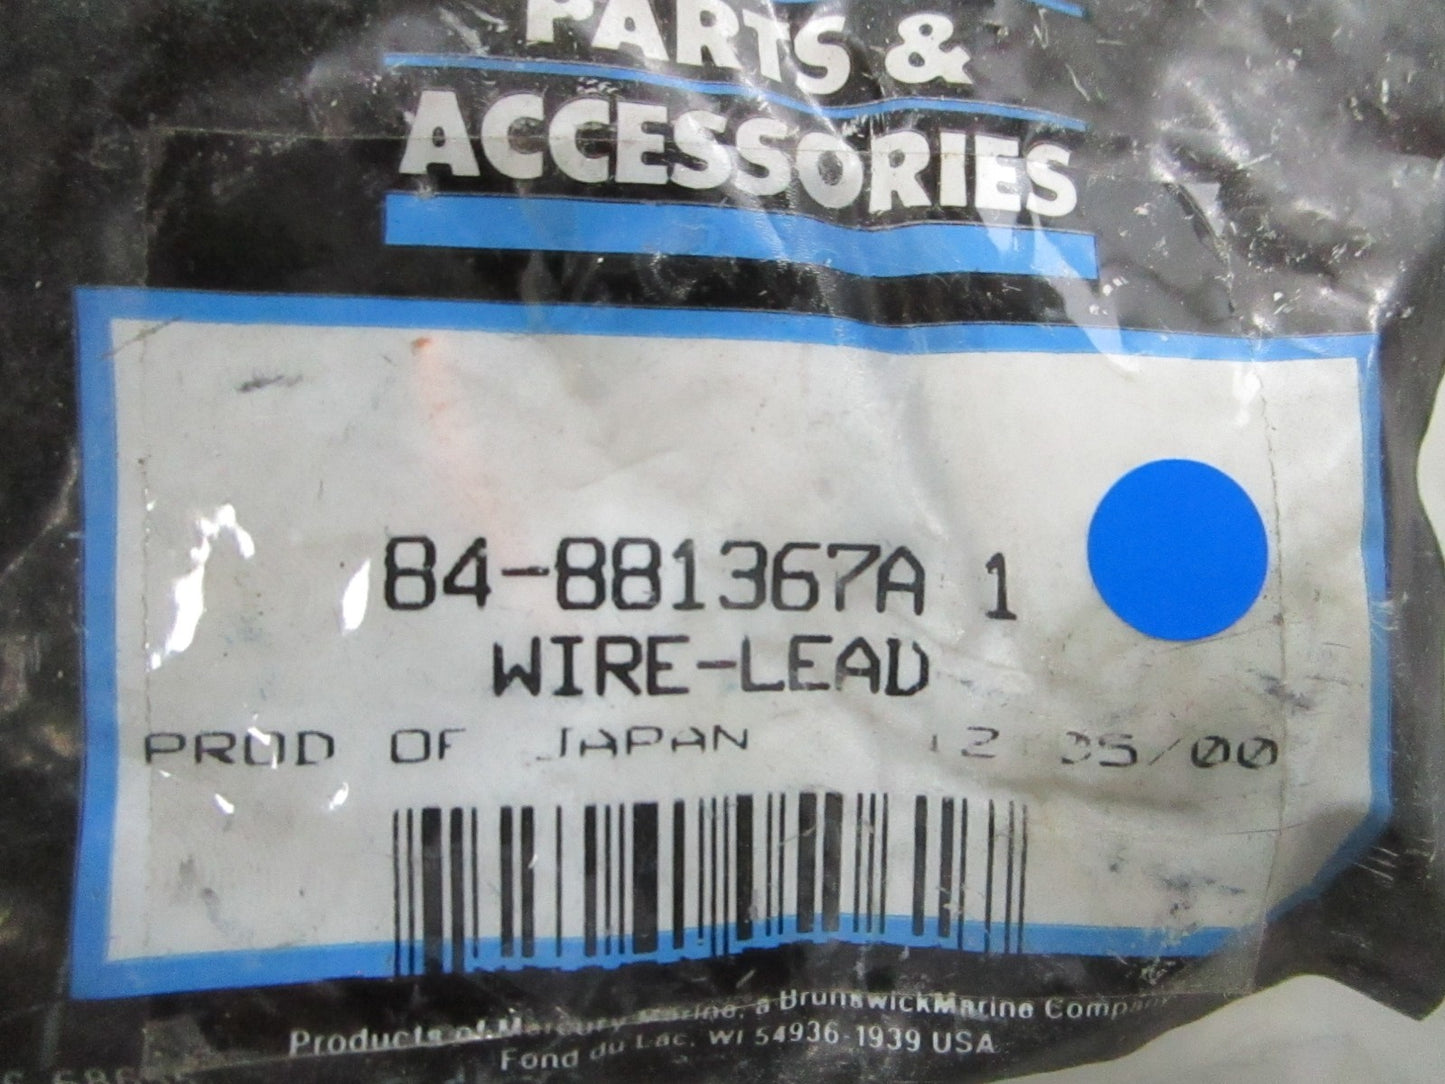 PARTS &
ACCESSORIES
84-881367A 1
WIRE-LEAD
PROD OF JAPAN
Products of Mercury Marine, a Brunswick Marine Company
Fond du Lac, WI 54936-1939 USA